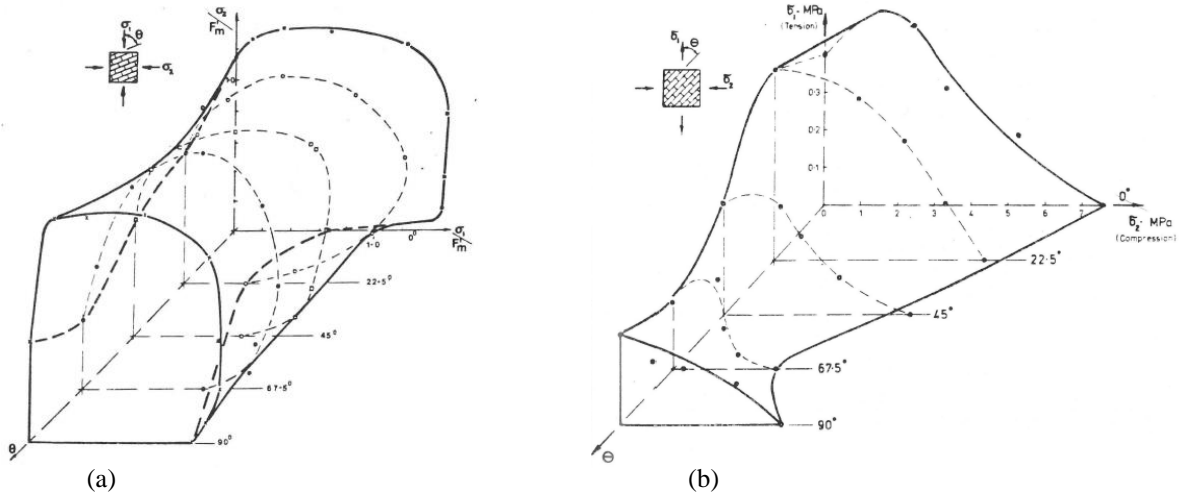 σ₂
F'm
σ₁
θ
σ₂
1·0
σ₁
F'm
1·0
0°
22·5°
45°
67·5°
90°
θ
(a)
σ₁- MPa
(Tension)
σ₁
θ
σ₂
0·3
0·2
0·1
0 1 2 3 4 5 6 7
0°
σ₂- MPa
(Compression)
22·5°
45°
67·5°
90°
θ
(b)